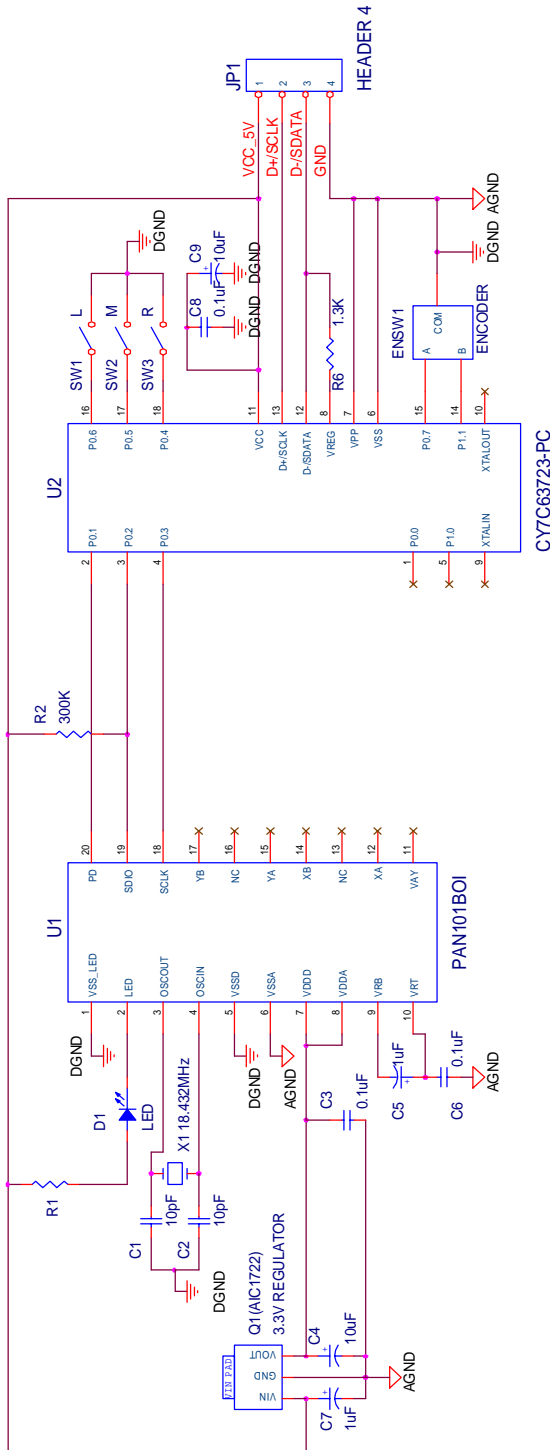 R1
D1
LED
C1
10pF
C2
10pF
X1 18.432MHz
DGND
Q1(AIC1722)
3.3V REGULATOR
VIN PAD
VIN
GND
VOUT
C7
1uF
C4
10uF
AGND
C3
0.1uF
C5
1uF
C6
0.1uF
AGND
DGND
DGND
AGND
U1
1
VSS_LED
2
LED
3
OSCOUT
4
OSCIN
5
VSSD
6
VSSA
7
VDDD
8
VDDA
9
VRB
10
VRT
20
PD
19
SDIO
18
SCLK
17
YB
16
NC
15
YA
14
XB
13
NC
12
XA
11
VAY
PAN101BOI
R2
300K
U2
2
P0.1
3
P0.2
4
P0.3
1
P0.0
5
P1.0
9
XTALIN
16
P0.6
17
P0.5
18
P0.4
11
VCC
13
D+/SCLK
12
D-/SDATA
8
VREG
7
VPP
6
VSS
15
P0.7
14
P1.1
10
XTALOUT
CY7C63723-PC
SW1
L
SW2
M
SW3
R
DGND
C8
0.1uF
C9
10uF
DGND
DGND
R6
1.3K
ENSW1
A
B
COM
ENCODER
DGND
AGND
VCC_5V
D+/SCLK
D-/SDATA
GND
JP1
1
2
3
4
HEADER 4